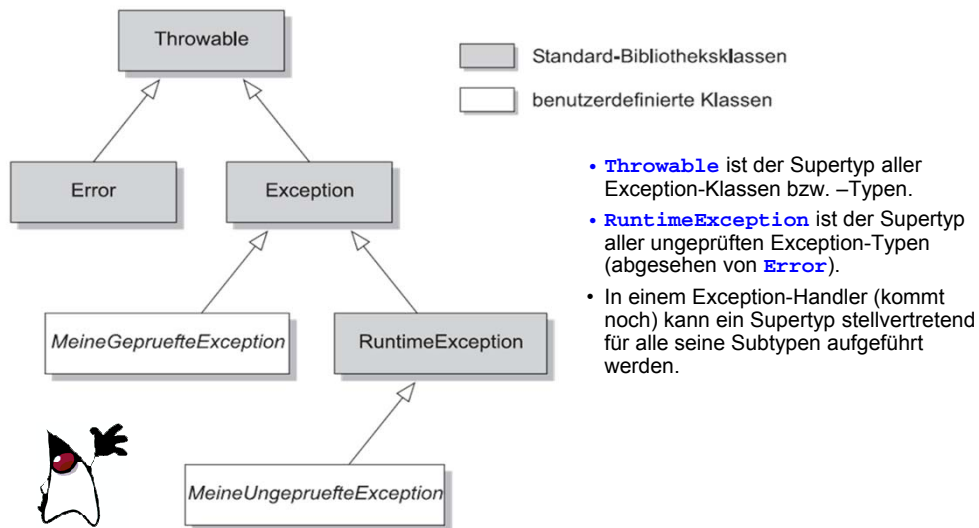 Throwable
Standard-Bibliotheksklassen
benutzerdefinierte Klassen
Error
Exception
• Throwable ist der Supertyp aller
Exception-Klassen bzw. –Typen.
• RuntimeException ist der Supertyp
aller ungeprüften Exception-Typen
(abgesehen von Error).
• In einem Exception-Handler (kommt
noch) kann ein Supertyp stellvertretend
für alle seine Subtypen aufgeführt
werden.
MeineGepruefteException
RuntimeException
MeineUngepruefteException